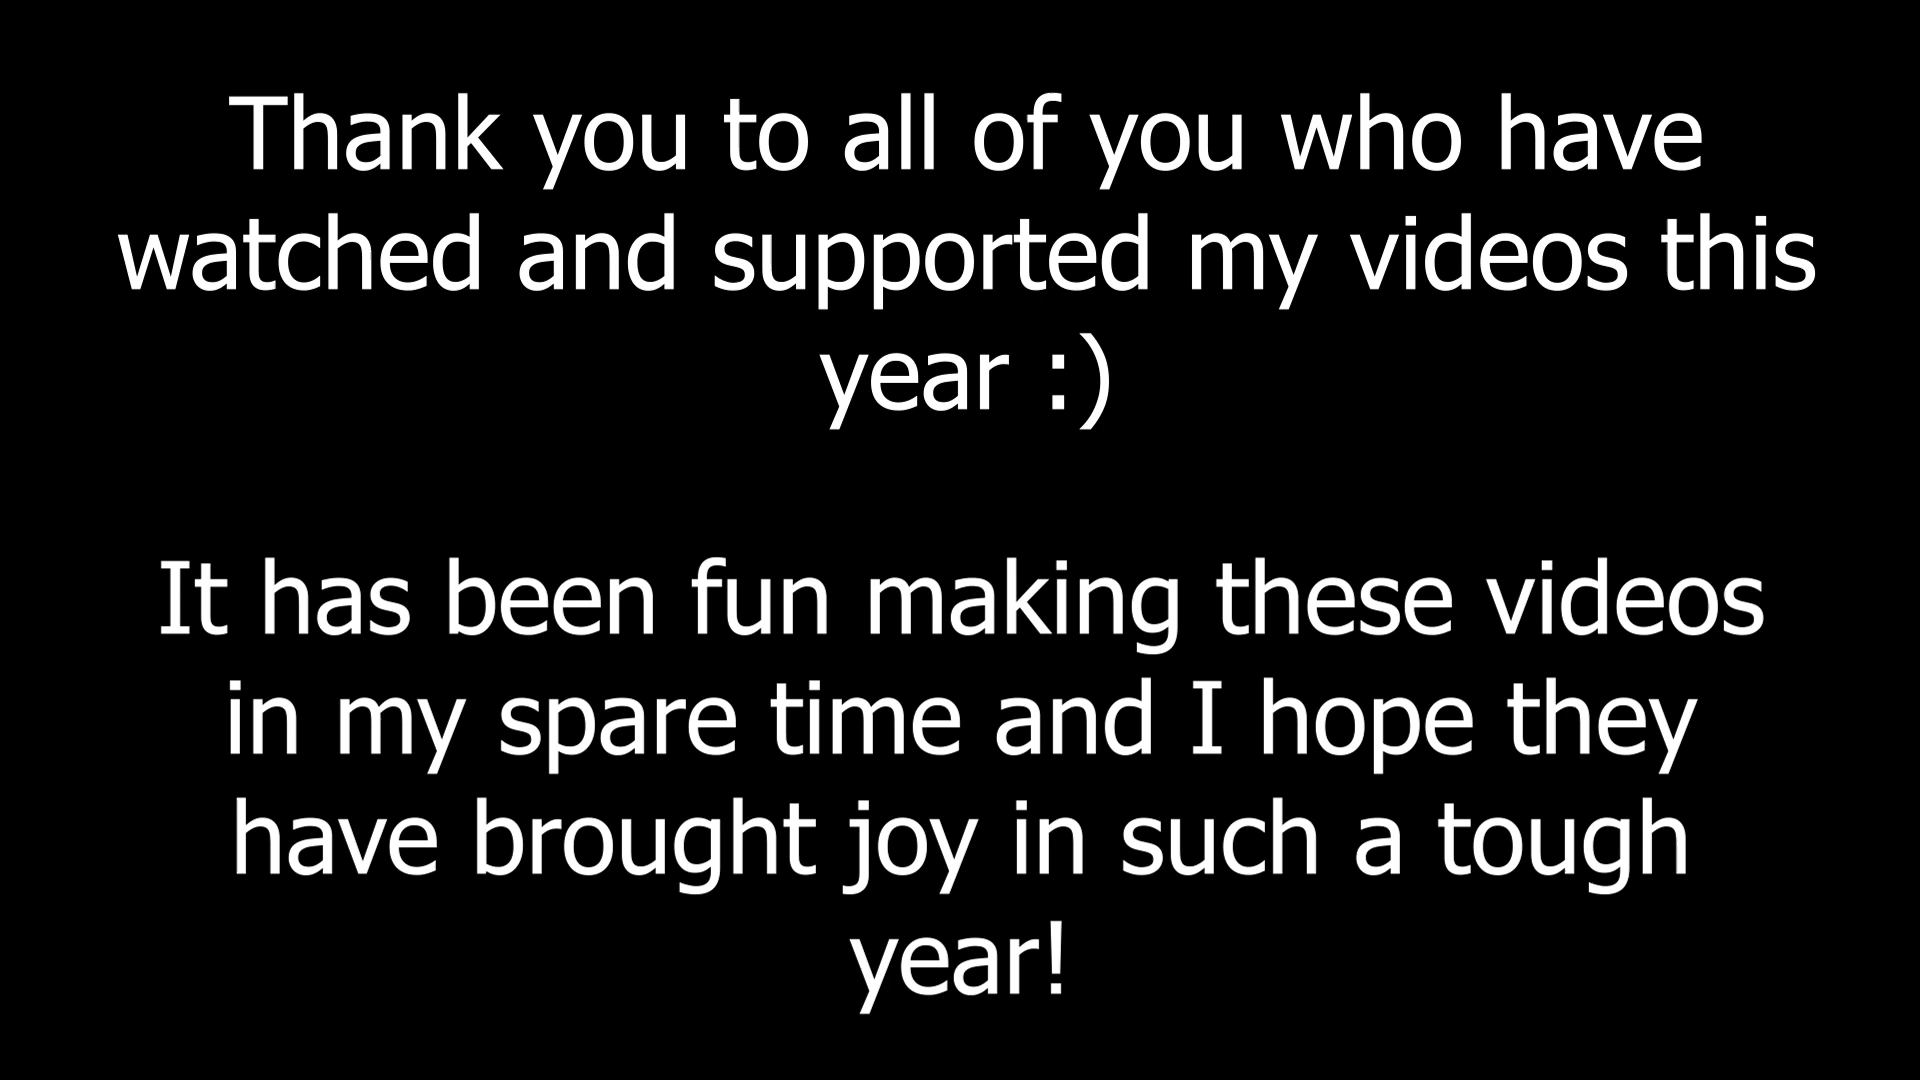 Thank you to all of you who have
watched and supported my videos this
year :)
It has been fun making these videos
in my spare time and I hope they
have brought joy in such a tough
year!